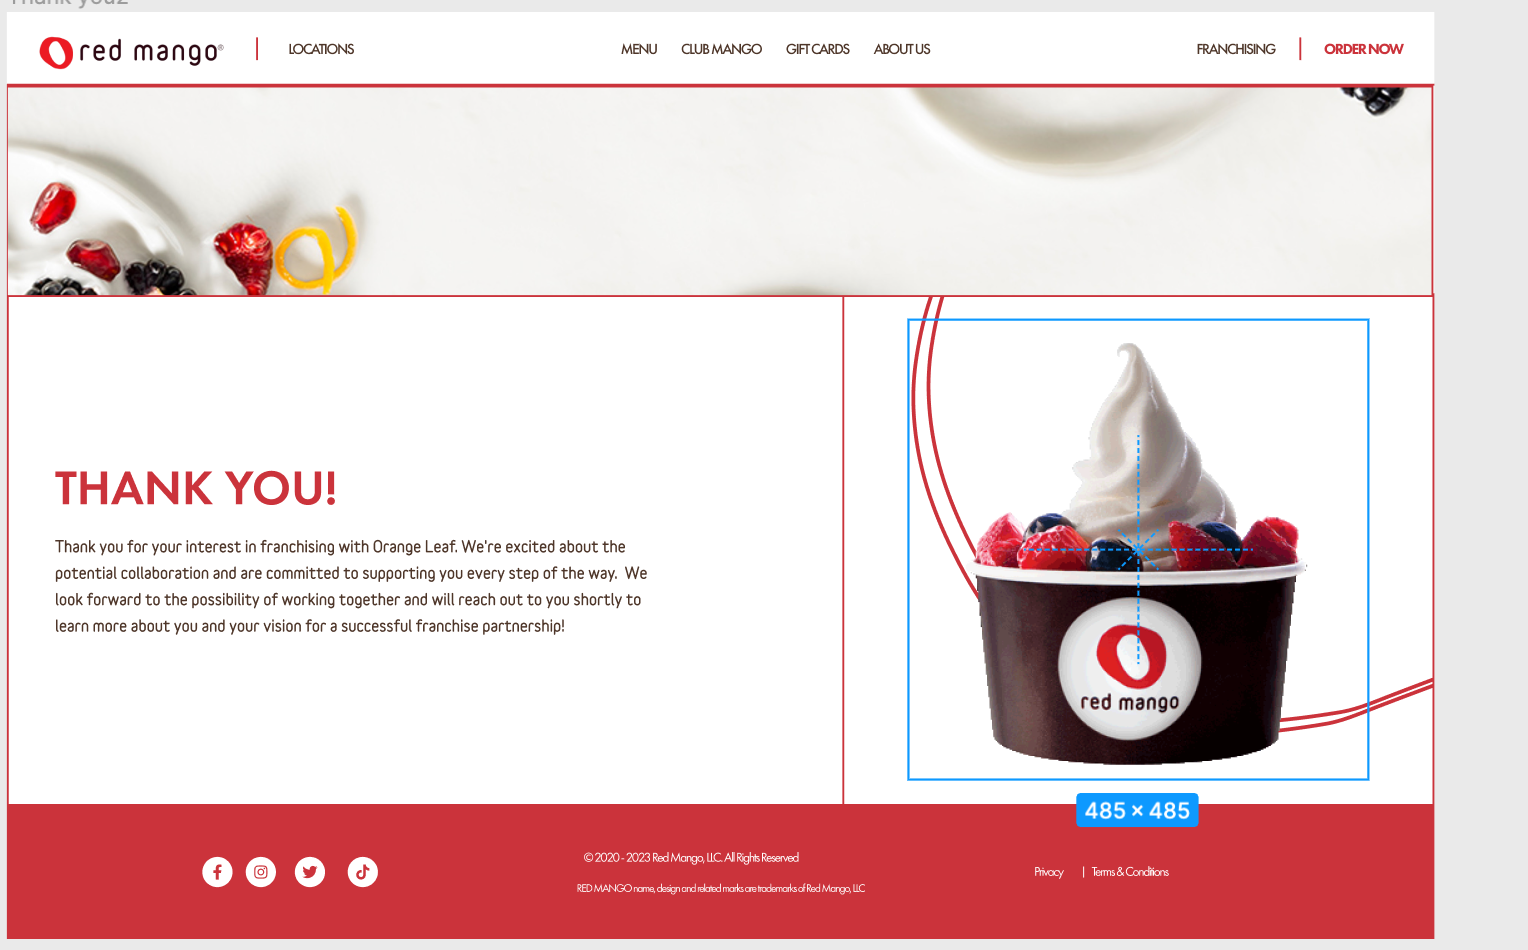 Thank you2
red mango®
LOCATIONS
MENU
CLUB MANGO
GIFT CARDS
ABOUT US
FRANCHISING
ORDER NOW
THANK YOU!
Thank you for your interest in franchising with Orange Leaf. We're excited about the
potential collaboration and are committed to supporting you every step of the way.  We
look forward to the possibility of working together and will reach out to you shortly to
learn more about you and your vision for a successful franchise partnership!
red mango
485 × 485
© 2020 - 2023 Red Mango, LLC. All Rights Reserved
RED MANGO name, design and related marks are trademarks of Red Mango, LLC
Privacy | Terms & Conditions